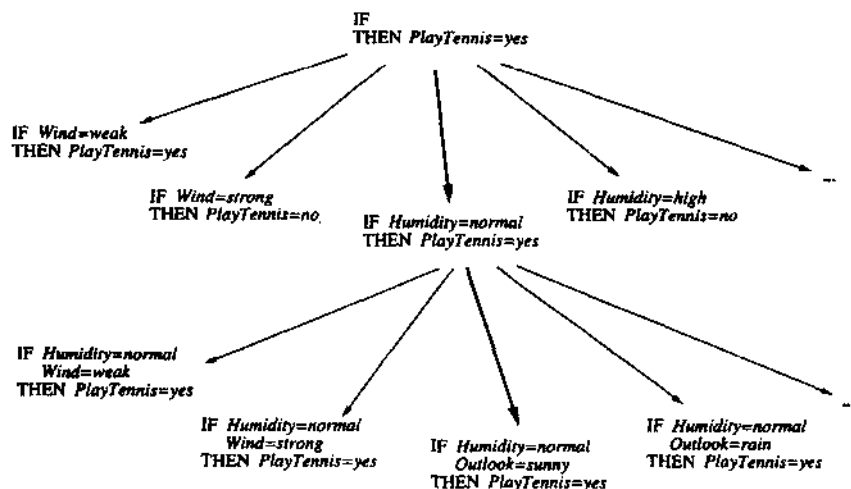 IF
THEN PlayTennis=yes
IF Wind=weak
THEN PlayTennis=yes
IF Wind=strong
THEN PlayTennis=no
IF Humidity=normal
THEN PlayTennis=yes
IF Humidity=high
THEN PlayTennis=no
...
IF Humidity=normal
Wind=weak
THEN PlayTennis=yes
IF Humidity=normal
Wind=strong
THEN PlayTennis=yes
IF Humidity=normal
Outlook=sunny
THEN PlayTennis=yes
IF Humidity=normal
Outlook=rain
THEN PlayTennis=yes
...